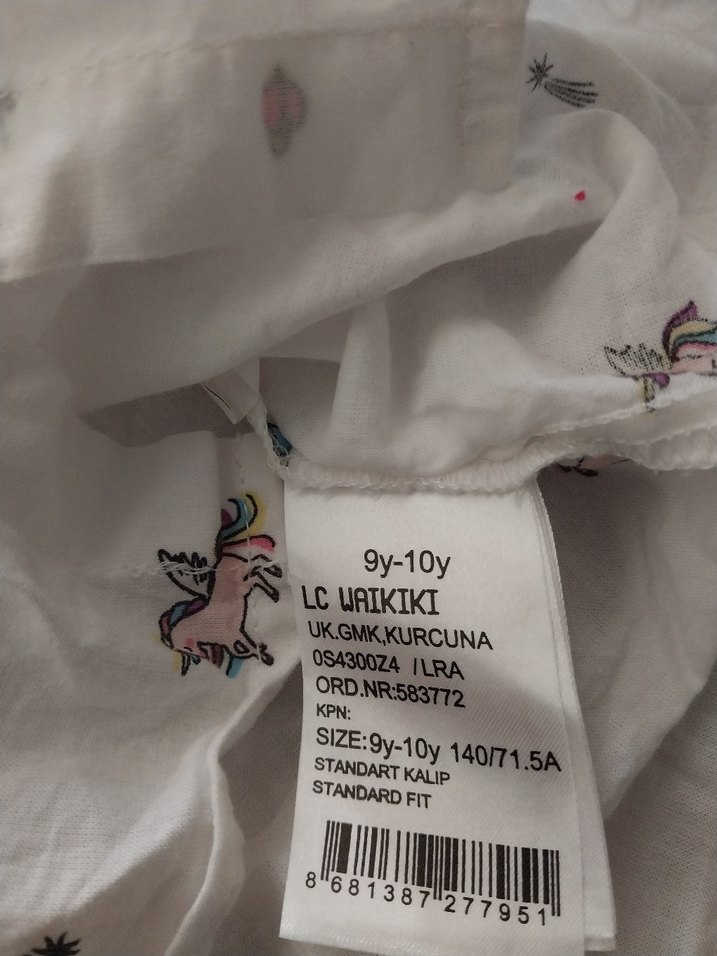 9y-10y
LC WAIKIKI
UK.GMK,KURCUNA
0S4300Z4 /LRA
ORD.NR:583772
KPN:
SIZE:9y-10y 140/71.5A
STANDART KALIP
STANDARD FIT
8 681387 277951